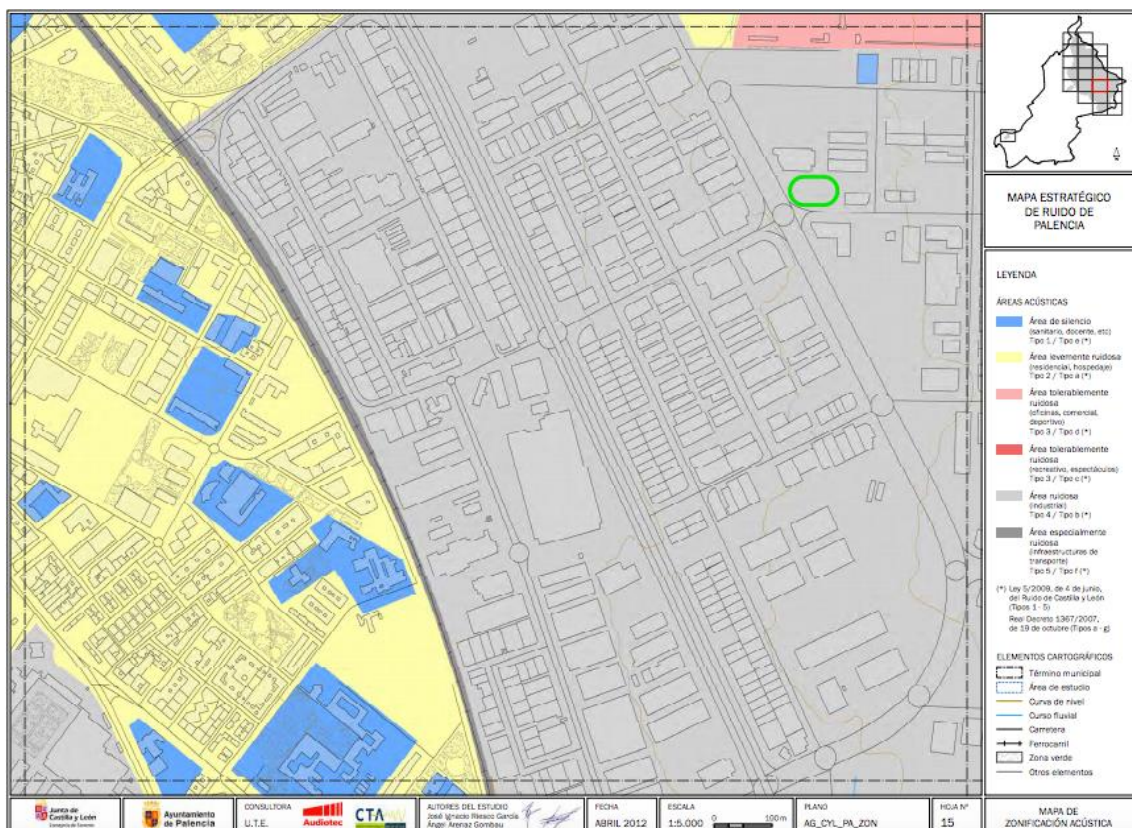 MAPA ESTRATÉGICO
DE RUIDO DE
PALENCIA
LEYENDA
ÁREAS ACÚSTICAS
Área de silencio
(sanitario, docente, etc)
Tipo 1 / Tipo e (*)
Área levemente ruidosa
(residencial, hospedaje)
Tipo 2 / Tipo a (*)
Área tolerablemente
ruidosa
(oficinas, comercial,
deportivo)
Tipo 3 / Tipo d (*)
Área tolerablemente
ruidosa
(recreativo, espectáculos)
Tipo 3 / Tipo c (*)
Área ruidosa
(industrial)
Tipo 4 / Tipo b (*)
Área especialmente
ruidosa
(infraestructuras de
transporte)
Tipo 5 / Tipo f (*)
(*) Ley 5/2009, de 4 de junio,
del Ruido de Castilla y León
(Tipos 1 - 5)
Real Decreto 1367/2007,
de 19 de octubre (Tipos a - g)
ELEMENTOS CARTOGRÁFICOS
Término municipal
Área de estudio
Curva de nivel
Curso fluvial
Carretera
Ferrocarril
Zona verde
Otros elementos
Junta de
Castilla y León
Ayuntamiento
de Palencia
CONSULTORA
U.T.E.
Audiotec
CTA
AUTORES DEL ESTUDIO
José Ignacio Riesco García
Ángel Arenaz Gombau
FECHA
ABRIL 2012
ESCALA
1:5.000
0 100m
PLANO
AG_CYL_PA_ZON
HOJA Nº
15
MAPA DE
ZONIFICACIÓN ACÚSTICA